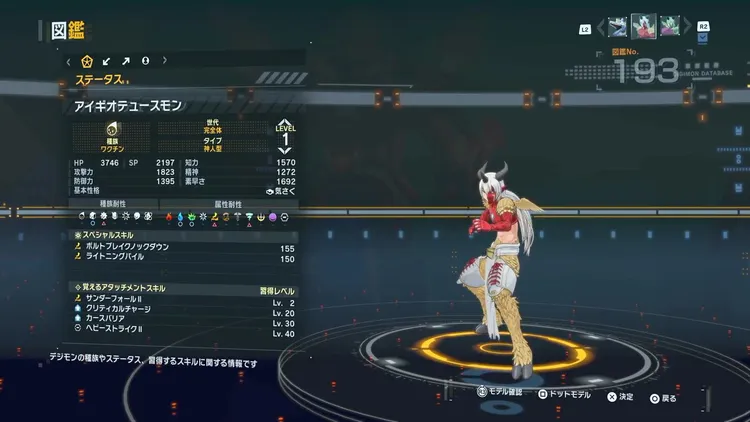 図鑑
L2
R2
図鑑No.
193
DIGIMON DATABASE
ステータス
アイギオテュースモン
種族
ワクチン
世代
完全体
タイプ
神人型
LEVEL
1
HP 3746 SP 2197 知力 1570
攻撃力 1823 精神 1272
防御力 1395 素早さ 1692
基本性格 気さく
種族耐性 属性耐性
スペシャルスキル
ボルトブレイクノックダウン 155
ライトニングパイル 150
覚えるアタッチメントスキル 習得レベル
サンダーフォールⅡ Lv. 2
クリティカルチャージ Lv. 20
カースバリア Lv. 30
ヘビーストライクⅡ Lv. 40
デジモンの種族やステータス、習得するスキルに関する情報です
R3 モデル確認 ドットモデル 決定 戻る